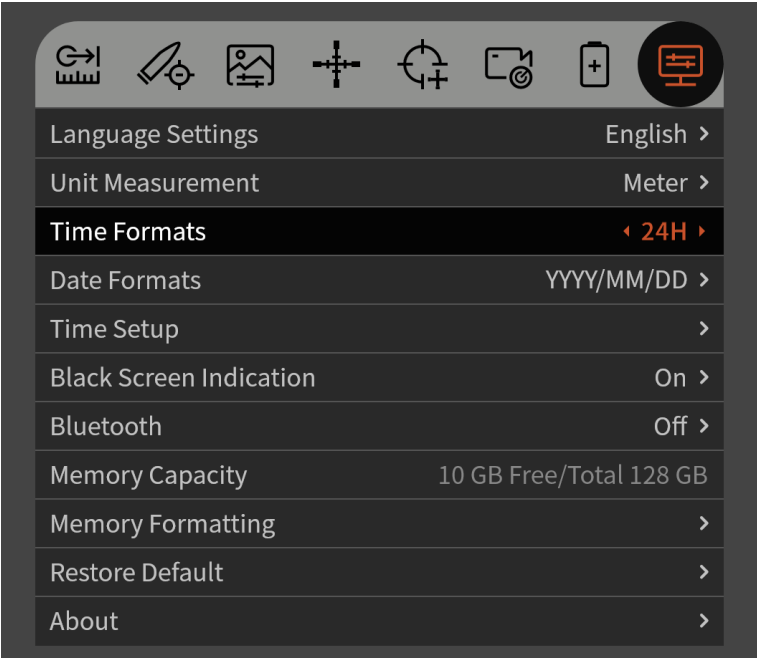 Language Settings English
Unit Measurement Meter
Time Formats 24H
Date Formats YYYY/MM/DD
Time Setup
Black Screen Indication On
Bluetooth Off
Memory Capacity 10 GB Free/Total 128 GB
Memory Formatting
Restore Default
About